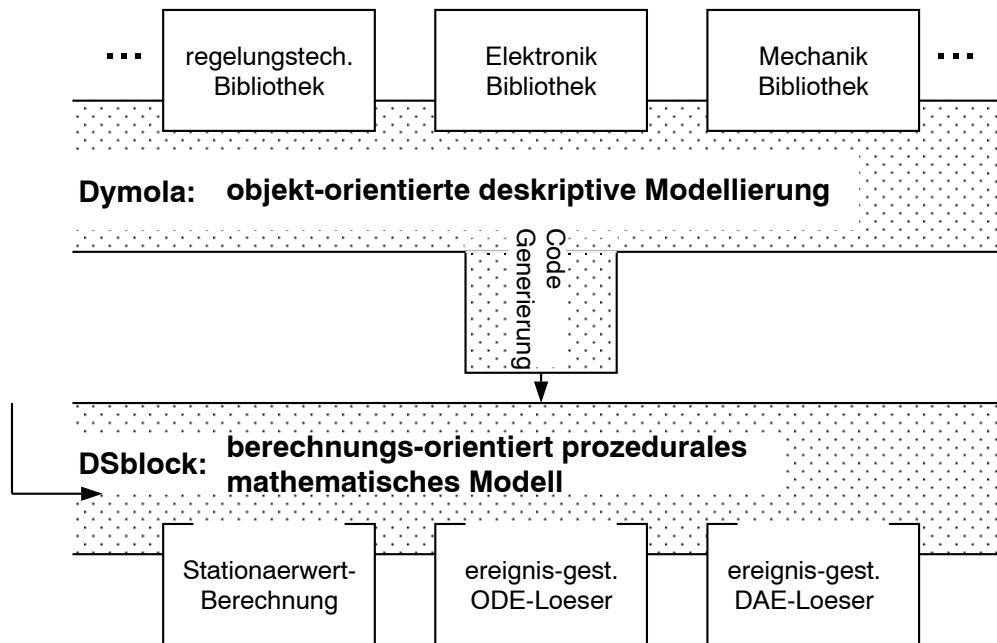 regelungstech.
Bibliothek
Elektronik
Bibliothek
Mechanik
Bibliothek
Dymola: objekt-orientierte deskriptive Modellierung
Code
Generierung
DSblock: berechnungs-orientiert prozedurales
mathematisches Modell
Stationaerwert-
Berechnung
ereignis-gest.
ODE-Loeser
ereignis-gest.
DAE-Loeser